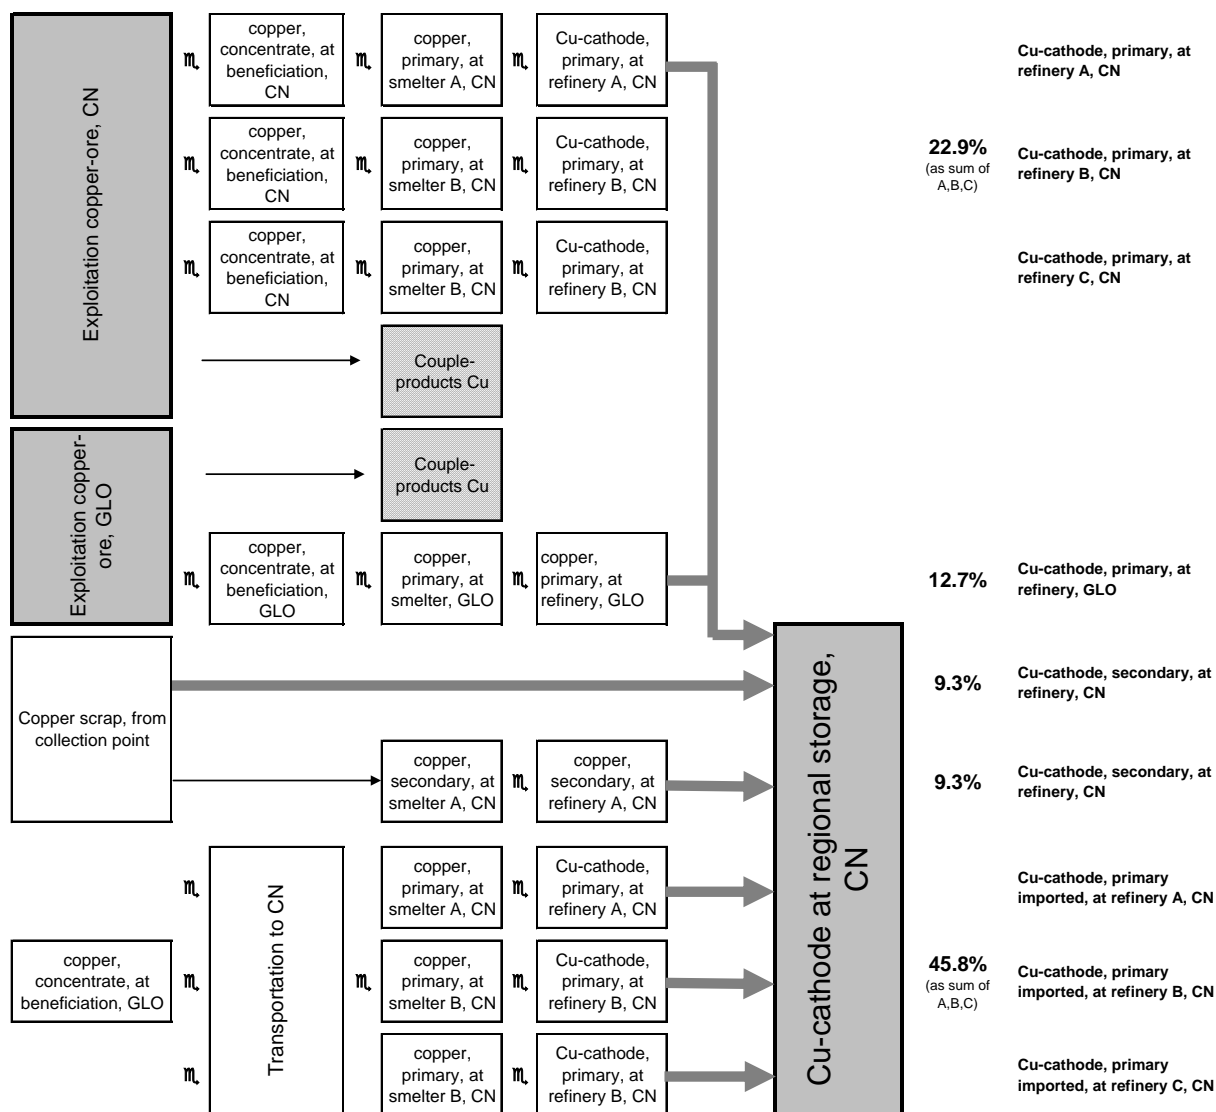 Exploitation copper-ore, CN
copper,
concentrate, at
beneficiation,
CN
♏
copper,
primary, at
smelter A, CN
♏
Cu-cathode,
primary, at
refinery A, CN
♏
Cu-cathode, primary, at
refinery A, CN
copper,
concentrate, at
beneficiation,
CN
♏
copper,
primary, at
smelter B, CN
♏
Cu-cathode,
primary, at
refinery B, CN
♏
22.9%
(as sum of
A,B,C)
Cu-cathode, primary, at
refinery B, CN
copper,
concentrate, at
beneficiation,
CN
♏
copper,
primary, at
smelter B, CN
♏
Cu-cathode,
primary, at
refinery B, CN
♏
Cu-cathode, primary, at
refinery C, CN
Couple-
products Cu
Exploitation copper-
ore, GLO
Couple-
products Cu
♏
copper,
concentrate, at
beneficiation,
GLO
♏
copper,
primary, at
smelter, GLO
♏
copper,
primary, at
refinery, GLO
12.7%
Cu-cathode, primary, at
refinery, GLO
Copper scrap, from
collection point
9.3%
Cu-cathode, secondary, at
refinery, CN
copper,
secondary, at
smelter A, CN
♏
copper,
secondary, at
refinery A, CN
9.3%
Cu-cathode, secondary, at
refinery, CN
Cu-cathode at regional storage,
CN
copper,
concentrate, at
beneficiation, GLO
♏
♏
♏
Transportation to CN
copper,
primary, at
smelter A, CN
♏
Cu-cathode,
primary, at
refinery A, CN
Cu-cathode, primary
imported, at refinery A, CN
♏
copper,
primary, at
smelter B, CN
♏
Cu-cathode,
primary, at
refinery B, CN
45.8%
(as sum of
A,B,C)
Cu-cathode, primary
imported, at refinery B, CN
copper,
primary, at
smelter B, CN
♏
Cu-cathode,
primary, at
refinery B, CN
Cu-cathode, primary
imported, at refinery C, CN